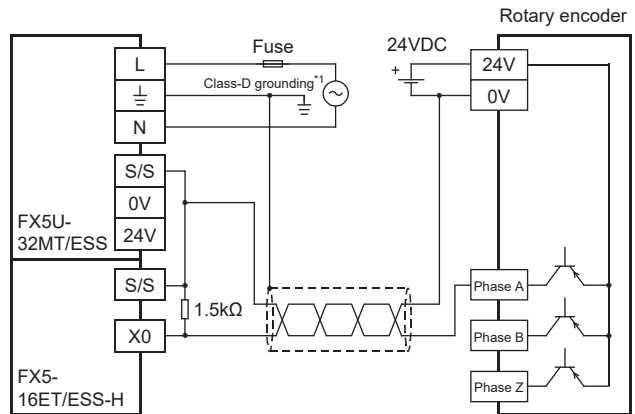 Rotary encoder
L
Fuse
24VDC
+
24V
Class-D grounding*1
0V
N
S/S
0V
24V
FX5U-
32MT/ESS
S/S
1.5kΩ
X0
FX5-
16ET/ESS-H
Phase A
Phase B
Phase Z